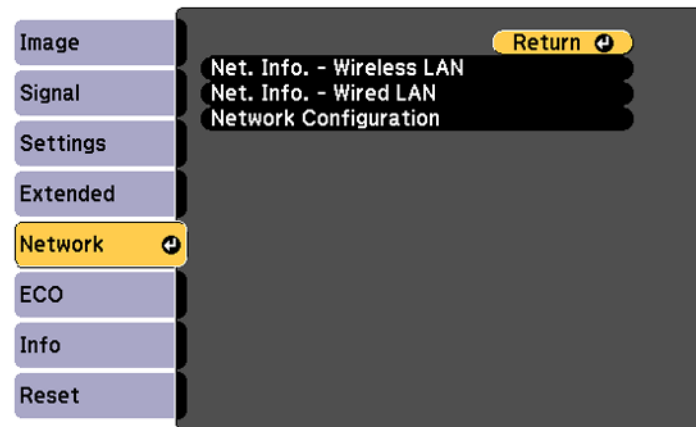 Image
Signal
Settings
Extended
Network
ECO
Info
Reset
Return
Net. Info. - Wireless LAN
Net. Info. - Wired LAN
Network Configuration